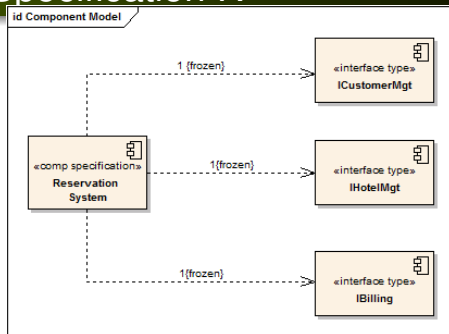 id Component Model
1 {frozen}
«interface type»
ICustomerMgt
«comp specification»
Reservation
System
1{frozen}
«interface type»
IHotelMgt
1{frozen}
«interface type»
IBilling